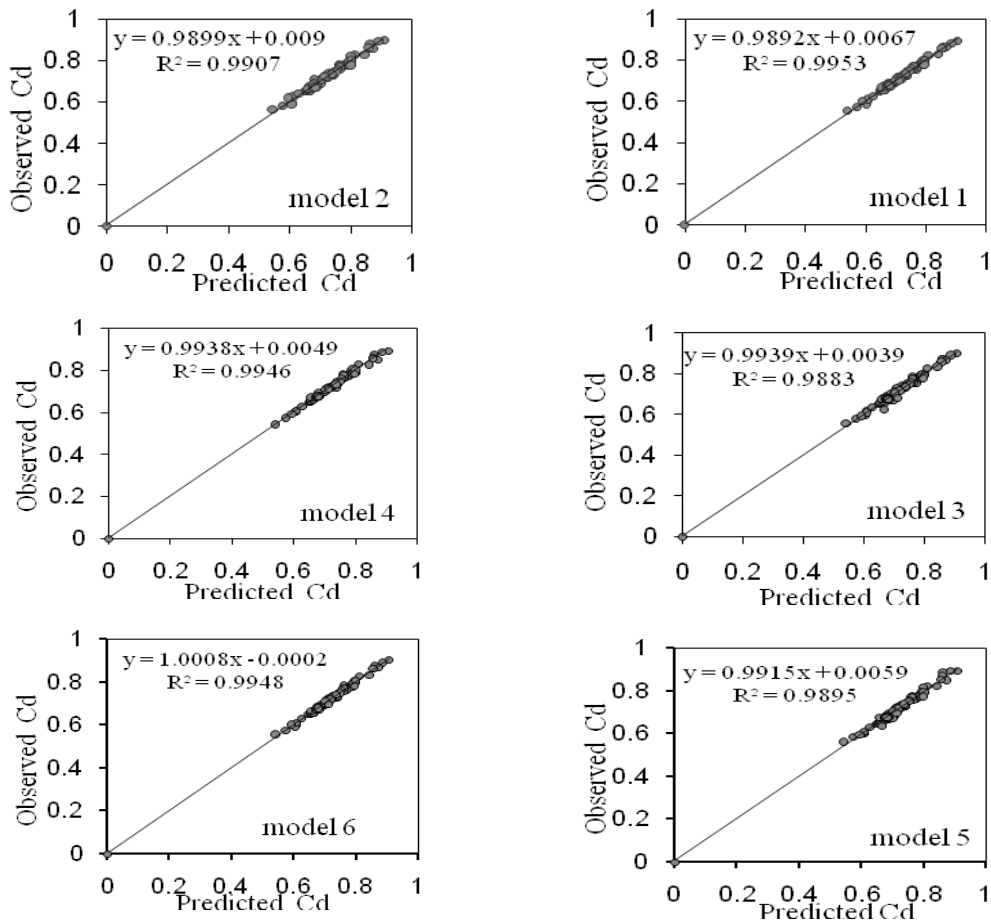 1
y = 0.9899x + 0.009
R² = 0.9907
0.8
0.6
0.4
0.2
0
Observed Cd
model 2
0 0.2 0.4 0.6 0.8 1
Predicted Cd
1
y = 0.9892x + 0.0067
R² = 0.9953
0.8
0.6
0.4
0.2
0
Observed Cd
model 1
0 0.2 0.4 0.6 0.8 1
Predicted Cd
1
y = 0.9938x + 0.0049
R² = 0.9946
0.8
0.6
0.4
0.2
0
Observed Cd
model 4
0 0.2 0.4 0.6 0.8 1
Predicted Cd
1
y = 0.9939x + 0.0039
R² = 0.9883
0.8
0.6
0.4
0.2
0
Observed Cd
model 3
0 0.2 0.4 0.6 0.8 1
Predicted Cd
1
y = 1.0008x - 0.0002
R² = 0.9948
0.8
0.6
0.4
0.2
0
Observed Cd
model 6
0 0.2 0.4 0.6 0.8 1
Predicted Cd
1
y = 0.9915x + 0.0059
R² = 0.9895
0.8
0.6
0.4
0.2
0
Observed Cd
model 5
0 0.2 0.4 0.6 0.8 1
Predicted Cd